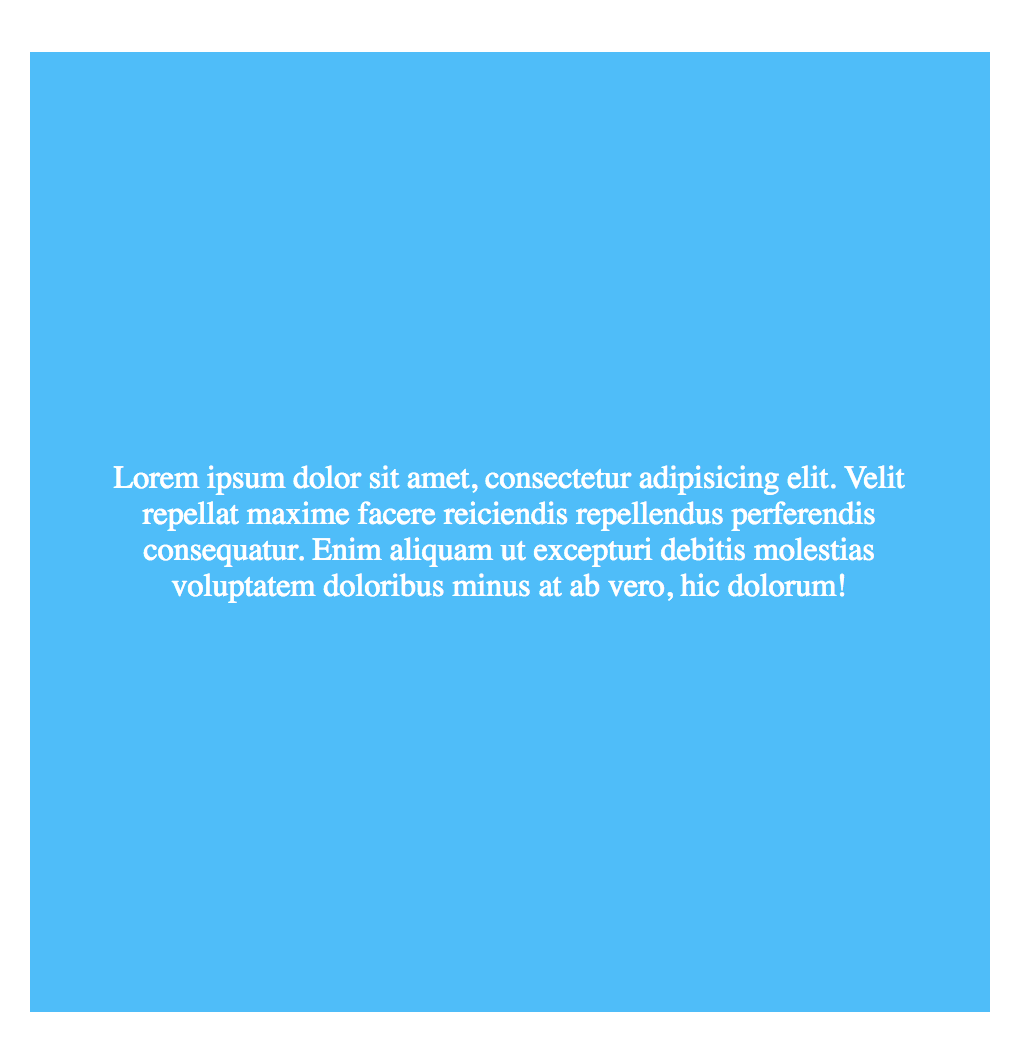 Lorem ipsum dolor sit amet, consectetur adipisicing elit. Velit
repellat maxime facere reiciendis repellendus perferendis
consequatur. Enim aliquam ut excepturi debitis molestias
voluptatem doloribus minus at ab vero, hic dolorum!